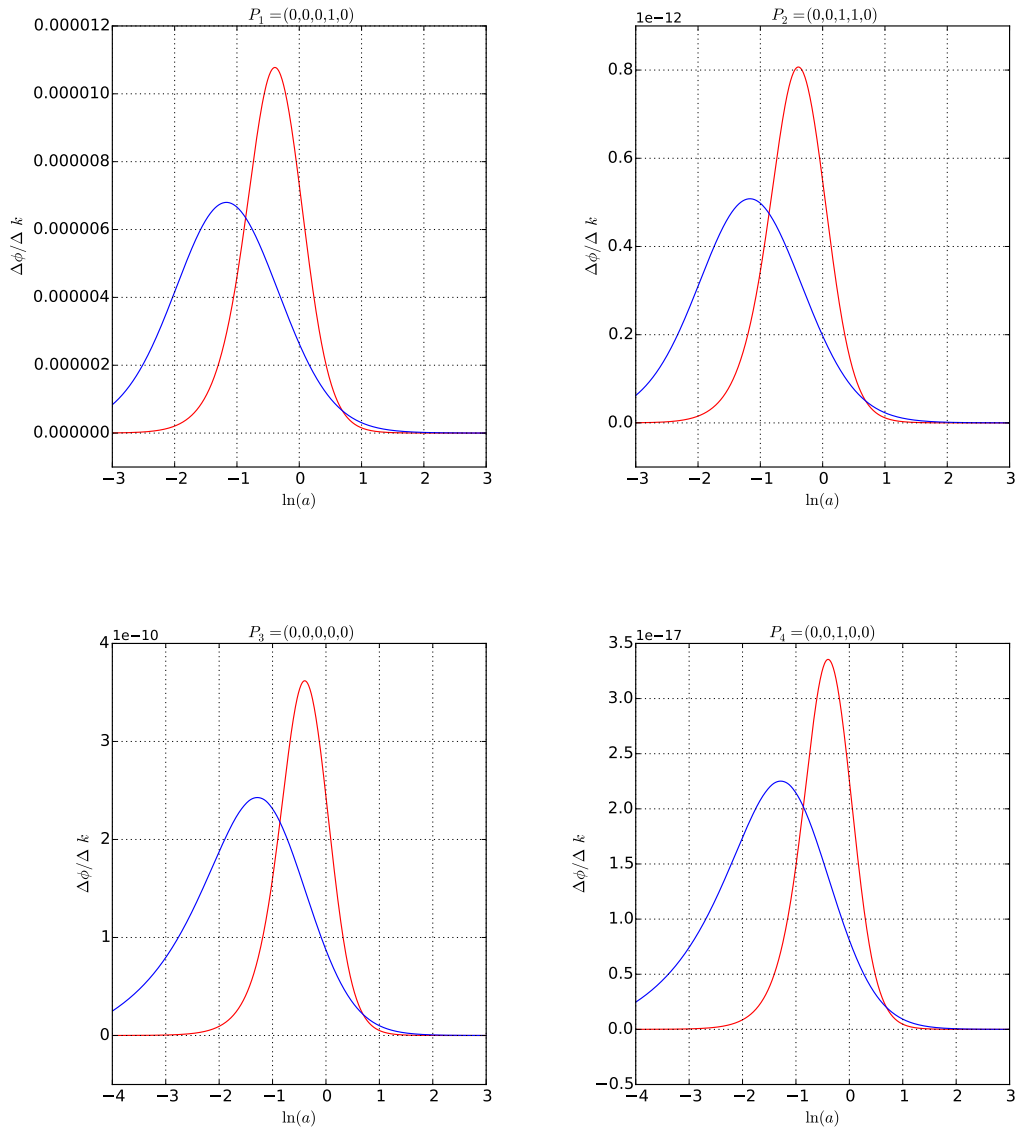 P₁ =(0,0,0,1,0)
0.000012
0.000010
0.000008
0.000006
0.000004
0.000002
0.000000
Δϕ/Δ k
−3 −2 −1 0 1 2 3
ln(a)
1e−12
P₂ =(0,0,1,1,0)
0.8
0.6
0.4
0.2
0.0
Δϕ/Δ k
−3 −2 −1 0 1 2 3
ln(a)
1e−10
P₃ =(0,0,0,0,0)
4
3
2
1
0
Δϕ/Δ k
−4 −3 −2 −1 0 1 2 3
ln(a)
1e−17
P₄ =(0,0,1,0,0)
3.5
3.0
2.5
2.0
1.5
1.0
0.5
0.0
−0.5
Δϕ/Δ k
−4 −3 −2 −1 0 1 2 3
ln(a)